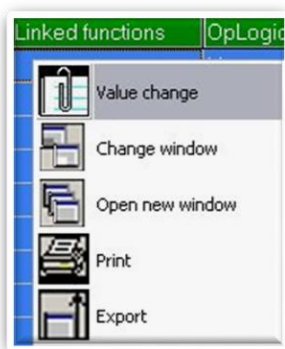 Linked functions OpLogic
Value change
Change window
Open new window
Print
Export